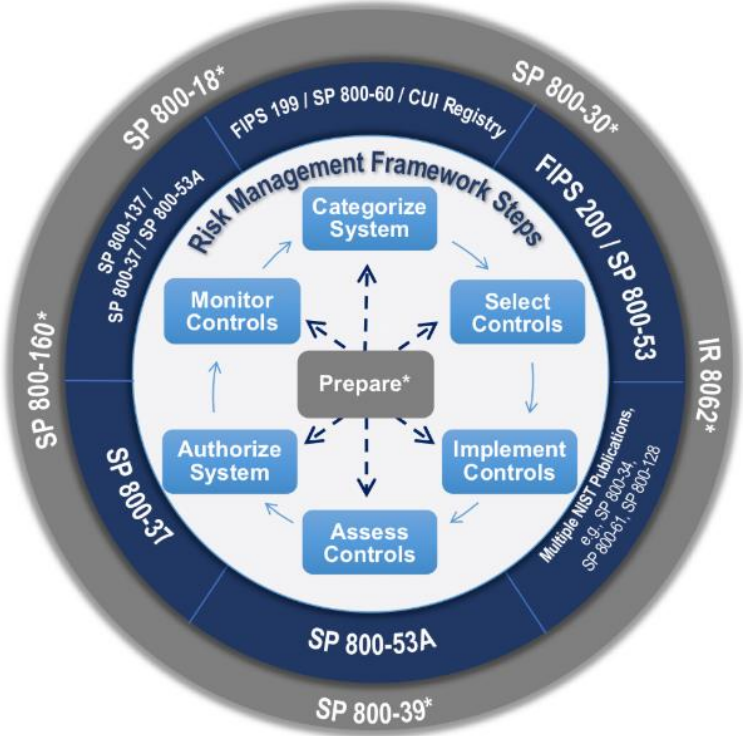 SP 800-18*
SP 800-30*
IR 8062*
SP 800-39*
SP 800-160*
FIPS 199 / SP 800-60 / CUI Registry
FIPS 200 / SP 800-53
Multiple NIST Publications,
e.g., SP 800-34,
SP 800-61, SP 800-128
SP 800-53A
SP 800-37
SP 800-137 /
SP 800-37 / SP 800-53A
Risk Management Framework Steps
Categorize
System
Select
Controls
Implement
Controls
Assess
Controls
Authorize
System
Monitor
Controls
Prepare*